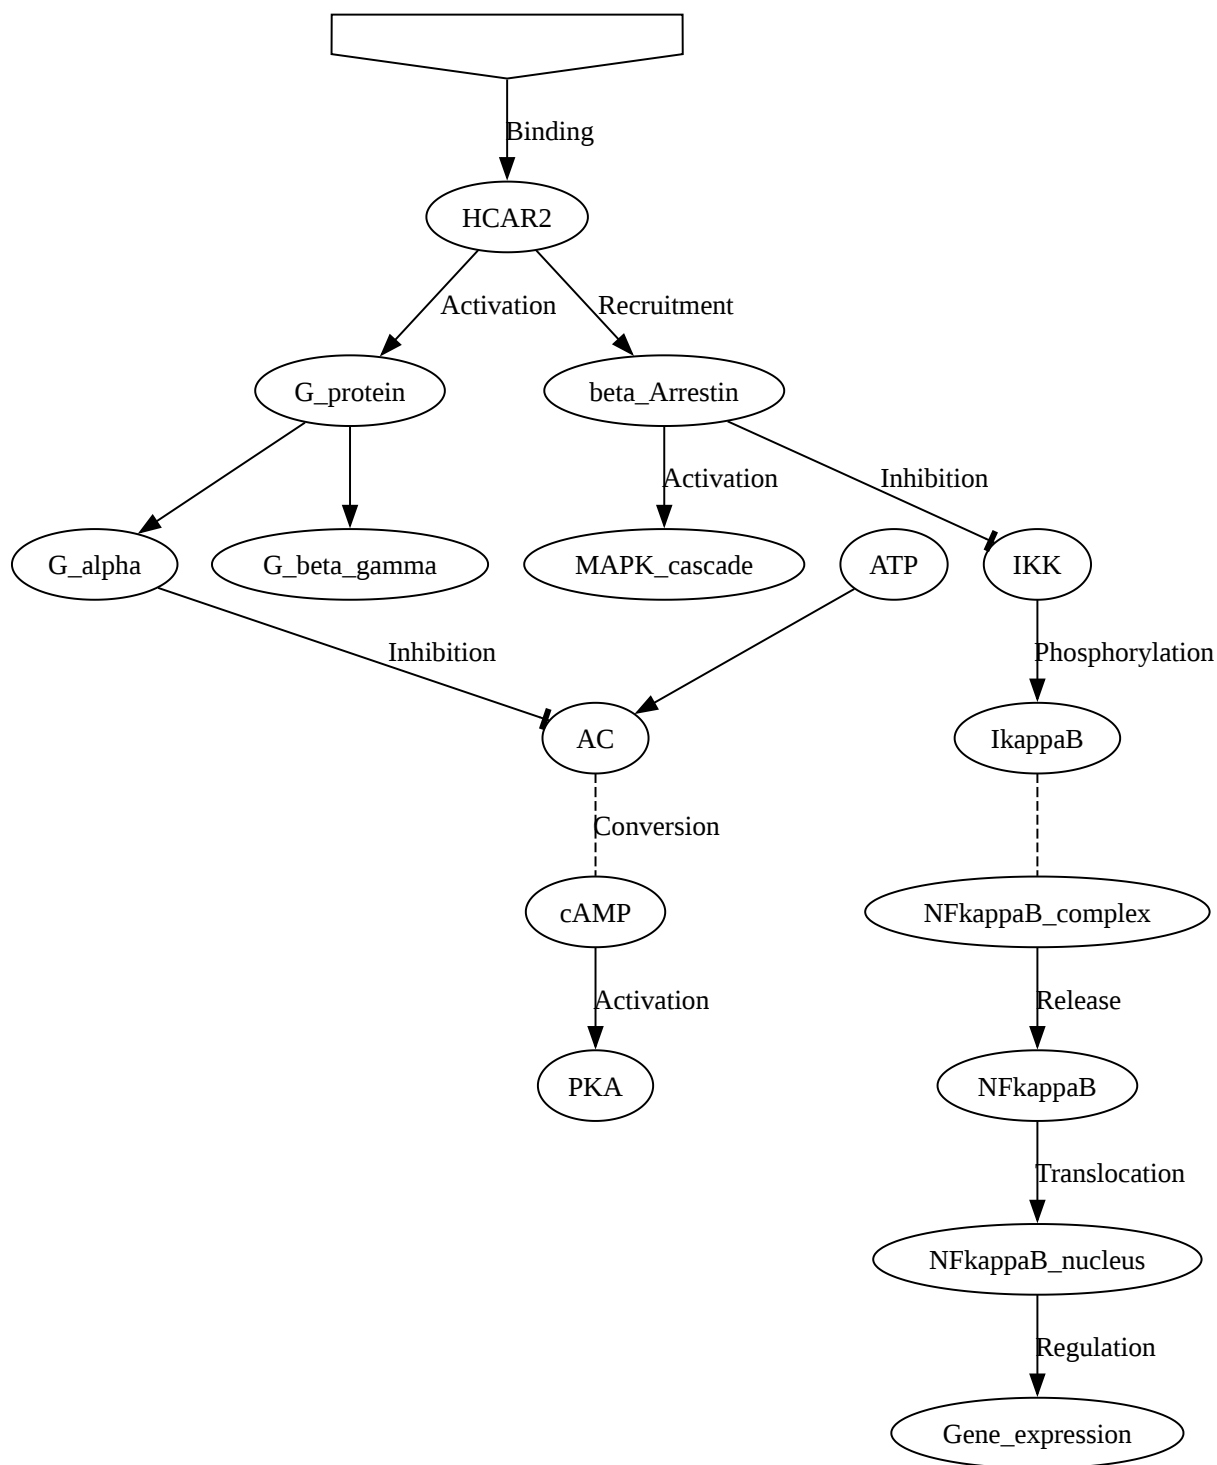 Binding
HCAR2
Activation
Recruitment
G_protein
beta_Arrestin
Activation
Inhibition
G_alpha
G_beta_gamma
MAPK_cascade
ATP
IKK
Inhibition
Phosphorylation
AC
IkappaB
Conversion
cAMP
NFkappaB_complex
Activation
Release
PKA
NFkappaB
Translocation
NFkappaB_nucleus
Regulation
Gene_expression